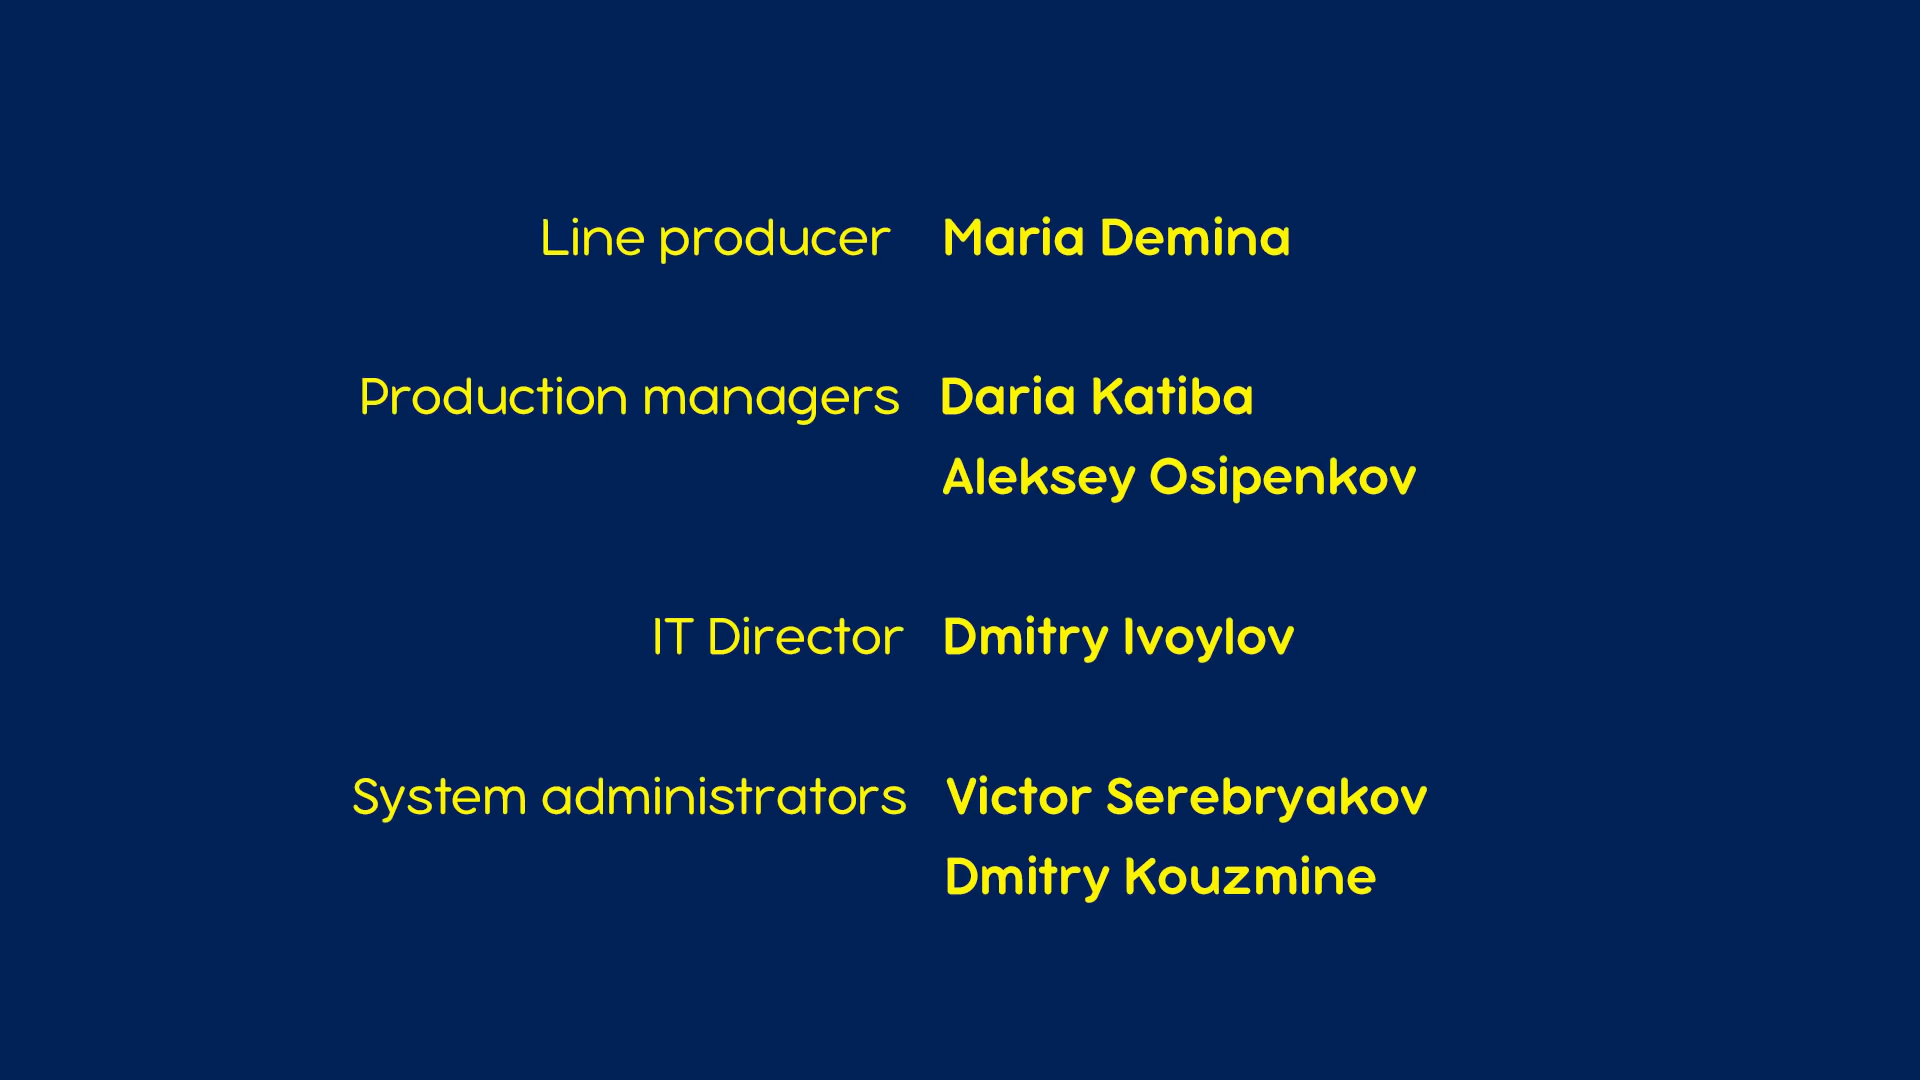 Line producer Maria Demina
Production managers Daria Katiba
Aleksey Osipenkov
IT Director Dmitry Ivoylov
System administrators Victor Serebryakov
Dmitry Kouzmine